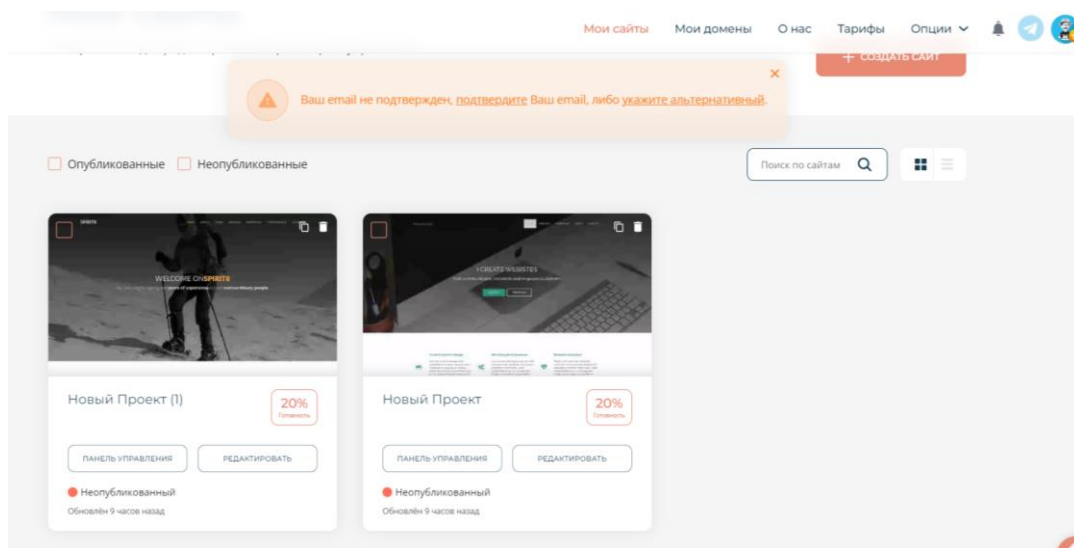 Мои сайты Мои домены О нас Тарифы Опции
+ СОЗДАТЬ САЙТ
Ваш email не подтвержден, подтвердите Ваш email, либо укажите альтернативный.
Опубликованные Неопубликованные
Поиск по сайтам
SPIRIT8
WELCOME ON SPIRIT8
I CREATE WEBSITES
Новый Проект (1)
20%
Готовность
ПАНЕЛЬ УПРАВЛЕНИЯ РЕДАКТИРОВАТЬ
Неопубликованный
Обновлён 9 часов назад
Новый Проект
20%
Готовность
ПАНЕЛЬ УПРАВЛЕНИЯ РЕДАКТИРОВАТЬ
Неопубликованный
Обновлён 9 часов назад